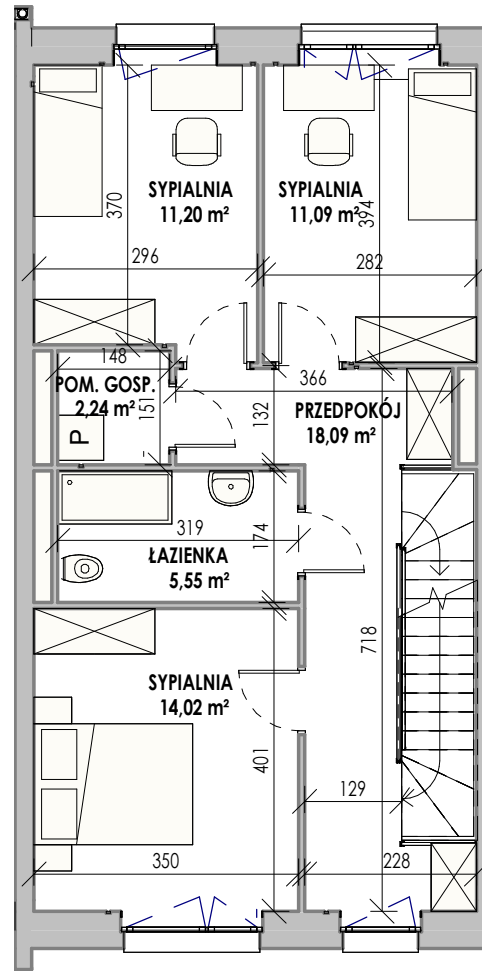 SYPIALNIA
11,20 m²
370
296
SYPIALNIA
11,09 m²
394
282
148
POM. GOSP.
2,24 m²
151
P
366
132
PRZEDPOKÓJ
18,09 m²
319
174
ŁAZIENKA
5,55 m²
718
SYPIALNIA
14,02 m²
401
129
350
228